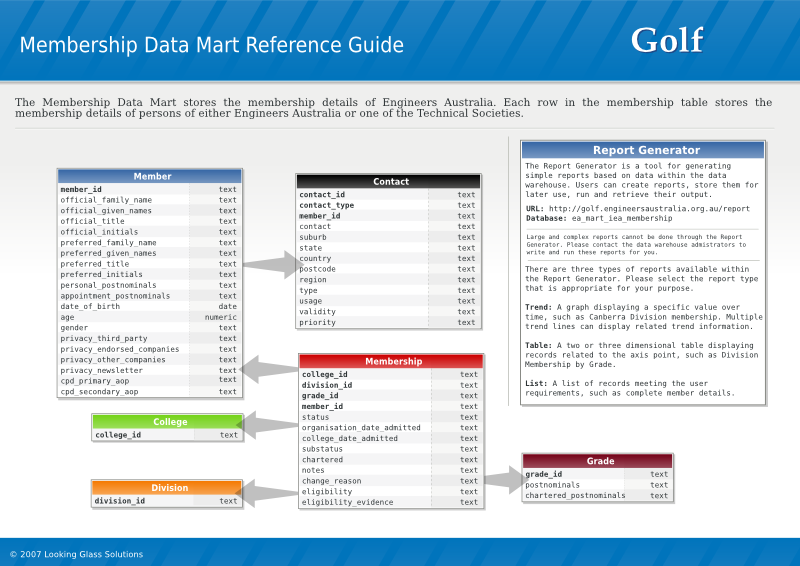 Membership Data Mart Reference Guide
Golf
The Membership Data Mart stores the membership details of Engineers Australia. Each row in the membership table stores the
membership details of persons of either Engineers Australia or one of the Technical Societies.
Member
member_id text
official_family_name text
official_given_names text
official_title text
official_initials text
preferred_family_name text
preferred_given_names text
preferred_title text
preferred_initials text
personal_postnominals text
appointment_postnominals text
date_of_birth date
age numeric
gender text
privacy_third_party text
privacy_endorsed_companies text
privacy_other_companies text
privacy_newsletter text
cpd_primary_aop text
cpd_secondary_aop text
College
college_id text
Division
division_id text
Contact
contact_id text
contact_type text
member_id text
contact text
suburb text
state text
country text
postcode text
region text
type text
usage text
validity text
priority text
Membership
college_id text
division_id text
grade_id text
member_id text
status text
organisation_date_admitted text
college_date_admitted text
substatus text
chartered text
notes text
change_reason text
eligibility text
eligibility_evidence text
Report Generator
The Report Generator is a tool for generating
simple reports based on data within the data
warehouse. Users can create reports, store them for
later use, run and retrieve their output.
URL: http://golf.engineersaustralia.org.au/report
Database: ea_mart_iea_membership
Large and complex reports cannot be done through the Report
Generator. Please contact the data warehouse admistrators to
write and run these reports for you.
There are three types of reports available within
the Report Generator. Please select the report type
that is appropriate for your purpose.
Trend: A graph displaying a specific value over
time, such as Canberra Division membership. Multiple
trend lines can display related trend information.
Table: A two or three dimensional table displaying
records related to the axis point, such as Division
Membership by Grade.
List: A list of records meeting the user
requirements, such as complete member details.
Grade
grade_id text
postnominals text
chartered_postnominals text
© 2007 Looking Glass Solutions